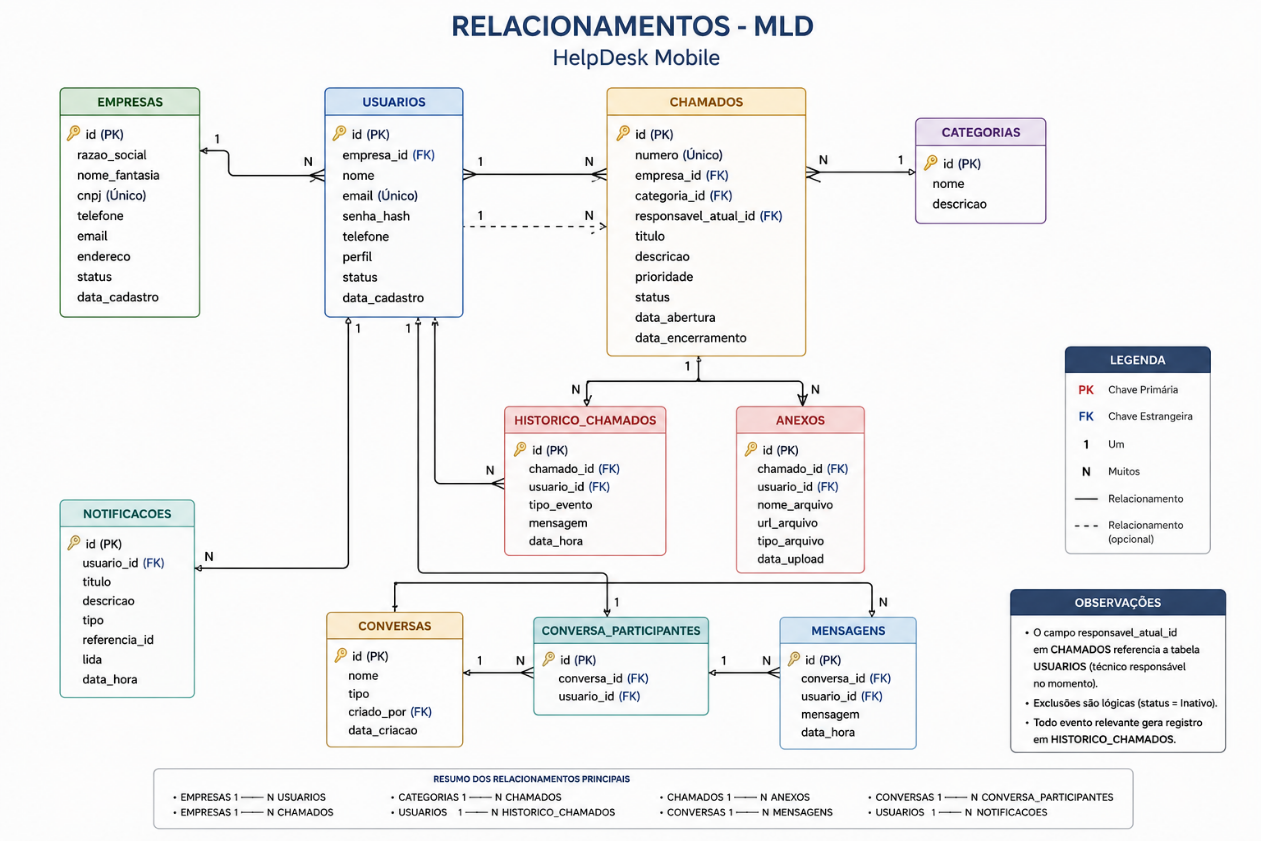 RELACIONAMENTOS - MLD
HelpDesk Mobile
EMPRESAS
id (PK)
razao_social
nome_fantasia
cnpj (Único)
telefone
email
endereco
status
data_cadastro
1
N
USUARIOS
id (PK)
empresa_id (FK)
nome
email (Único)
senha_hash
telefone
perfil
status
data_cadastro
1
N
1
N
CHAMADOS
id (PK)
numero (Único)
empresa_id (FK)
categoria_id (FK)
responsavel_atual_id (FK)
titulo
descricao
prioridade
status
data_abertura
data_encerramento
N
1
CATEGORIAS
id (PK)
nome
descricao
1
1
1
N
N
HISTORICO_CHAMADOS
id (PK)
chamado_id (FK)
usuario_id (FK)
tipo_evento
mensagem
data_hora
N
ANEXOS
id (PK)
chamado_id (FK)
usuario_id (FK)
nome_arquivo
url_arquivo
tipo_arquivo
data_upload
LEGENDA
PK Chave Primária
FK Chave Estrangeira
1 Um
N Muitos
Relacionamento
Relacionamento
(opcional)
NOTIFICACOES
id (PK)
usuario_id (FK)
titulo
descricao
tipo
referencia_id
lida
data_hora
N
1
N
CONVERSAS
id (PK)
nome
tipo
criado_por (FK)
data_criacao
1
N
CONVERSA_PARTICIPANTES
id (PK)
conversa_id (FK)
usuario_id (FK)
1
N
MENSAGENS
id (PK)
conversa_id (FK)
usuario_id (FK)
mensagem
data_hora
OBSERVAÇÕES
• O campo responsavel_atual_id
em CHAMADOS referencia a tabela
USUARIOS (técnico responsável
no momento).
• Exclusões são lógicas (status = Inativo).
• Todo evento relevante gera registro
em HISTORICO_CHAMADOS.
RESUMO DOS RELACIONAMENTOS PRINCIPAIS
• EMPRESAS 1 —— N USUARIOS
• EMPRESAS 1 —— N CHAMADOS
• CATEGORIAS 1 —— N CHAMADOS
• USUARIOS 1 —— N HISTORICO_CHAMADOS
• CHAMADOS 1 —— N ANEXOS
• CONVERSAS 1 —— N MENSAGENS
• CONVERSAS 1 —— N CONVERSA_PARTICIPANTES
• USUARIOS 1 —— N NOTIFICACOES